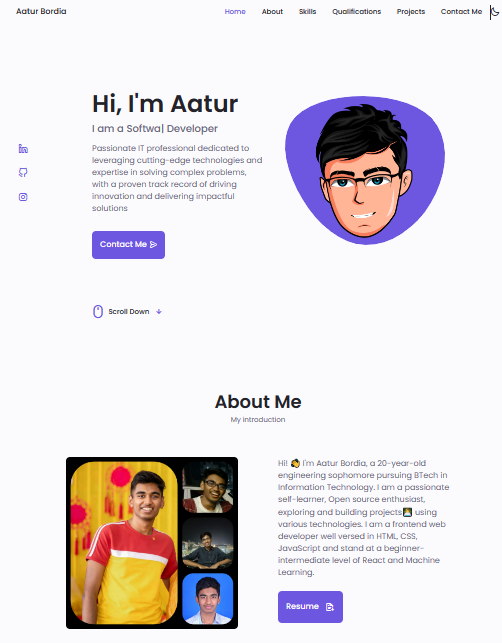 Aatur Bordia
Home About Skills Qualifications Projects Contact Me
Hi, I'm Aatur
I am a Softwa| Developer
Passionate IT professional dedicated to
leveraging cutting-edge technologies and
expertise in solving complex problems,
with a proven track record of driving
innovation and delivering impactful
solutions
Contact Me
Scroll Down
About Me
My introduction
Hi! I'm Aatur Bordia, a 20-year-old
engineering sophomore pursuing BTech in
Information Technology. I am a passionate
self-learner, Open source enthusiast,
exploring and building projects using
various technologies. I am a frontend web
developer well versed in HTML, CSS,
JavaScript and stand at a beginner-
intermediate level of React and Machine
Learning.
Resume